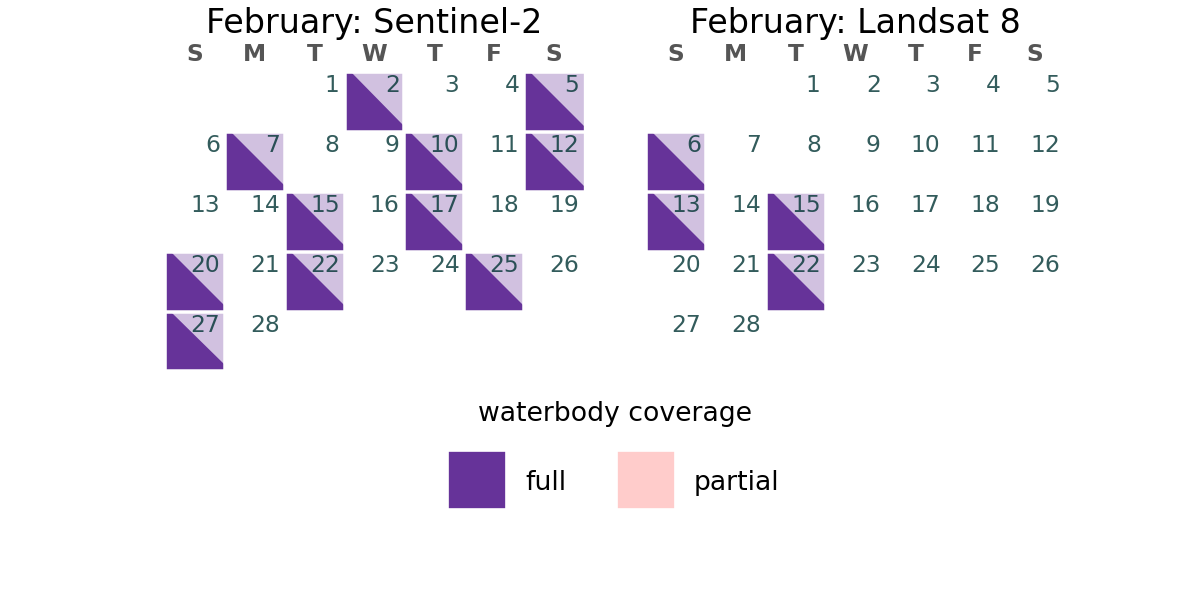 February: Sentinel-2
S M T W T F S
1 2 3 4 5
6 7 8 9 10 11 12
13 14 15 16 17 18 19
20 21 22 23 24 25 26
27 28
February: Landsat 8
S M T W T F S
1 2 3 4 5
6 7 8 9 10 11 12
13 14 15 16 17 18 19
20 21 22 23 24 25 26
27 28
waterbody coverage
full
partial